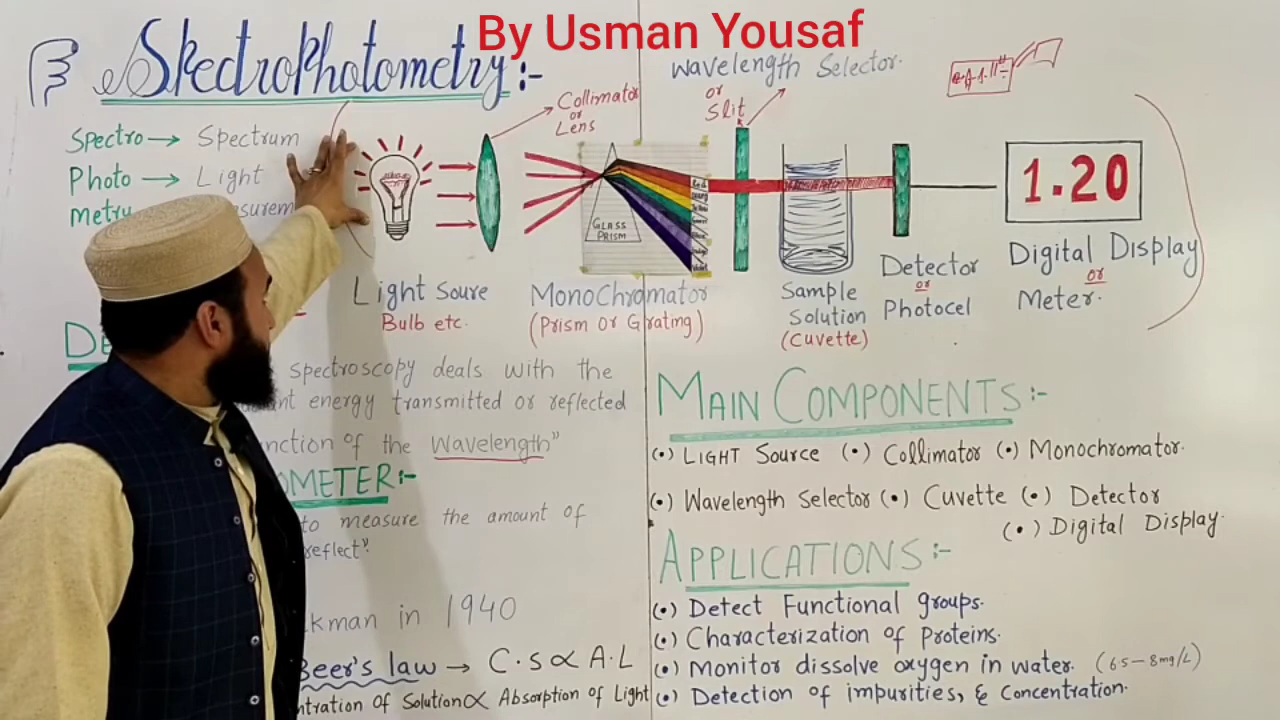 By Usman Yousaf
Spectrophotometry:-
Spectro → Spectrum
Photo → Light
metry
Collimator
or
Lens
Wavelength Selector.
or
Slit
GLASS
PRISM
1.20
Light Soure
Bulb etc.
MonoChromator
(Prism or Grating)
Sample
Solution
(Cuvette)
Detector
or
Photocel
Digital Display
or
Meter.
spectroscopy deals with the
energy transmitted or reflected
of the Wavelength"
OMETER:-
to measure the amount of
reflect".
kman in 1940
Beer's law → C.S ∝ A.L
ntration of Solution ∝ Absorption of Light
MAIN COMPONENTS:-
(•) LIGHT Source (•) Collimator (•) Monochromator.
(•) Wavelength Selector (•) Cuvette (•) Detector
(•) Digital Display.
APPLICATIONS:-
(•) Detect Functional groups.
(•) Characterization of Proteins.
(•) Monitor dissolve oxygen in water. (6.5-8mg/L)
(•) Detection of impurities, & Concentration.